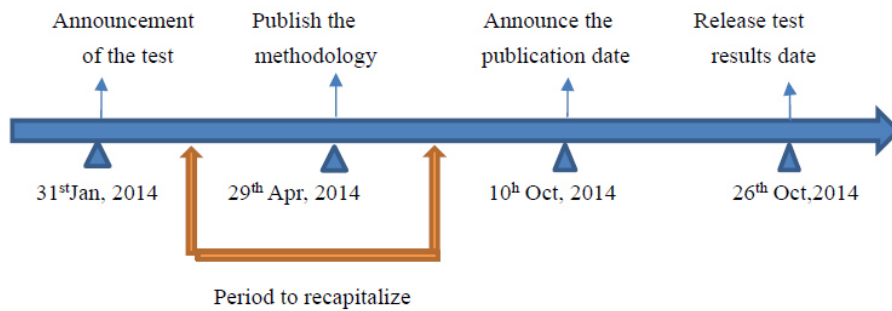 Announcement
of the test
Publish the
methodology
Announce the
publication date
Release test
results date
31stJan, 2014
29th Apr, 2014
10h Oct, 2014
26th Oct,2014
Period to recapitalize